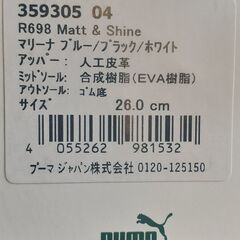 359305 04
R698 Matt & Shine
マリーナ ブルー/ブラック/ホワイト
アッパー: 人工皮革
ミッドソール: 合成樹脂(EVA樹脂)
アウトソール: ゴム底
サイズ 26.0 cm
4 055262 981532
プーマ ジャパン株式会社 0120-125150
PUMA